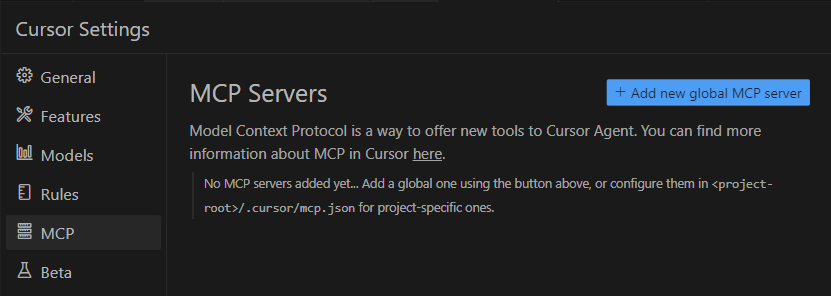 Cursor Settings
General
Features
Models
Rules
MCP
Beta
MCP Servers
+ Add new global MCP server
Model Context Protocol is a way to offer new tools to Cursor Agent. You can find more
information about MCP in Cursor here.
No MCP servers added yet... Add a global one using the button above, or configure them in <project-
root>/.cursor/mcp.json for project-specific ones.